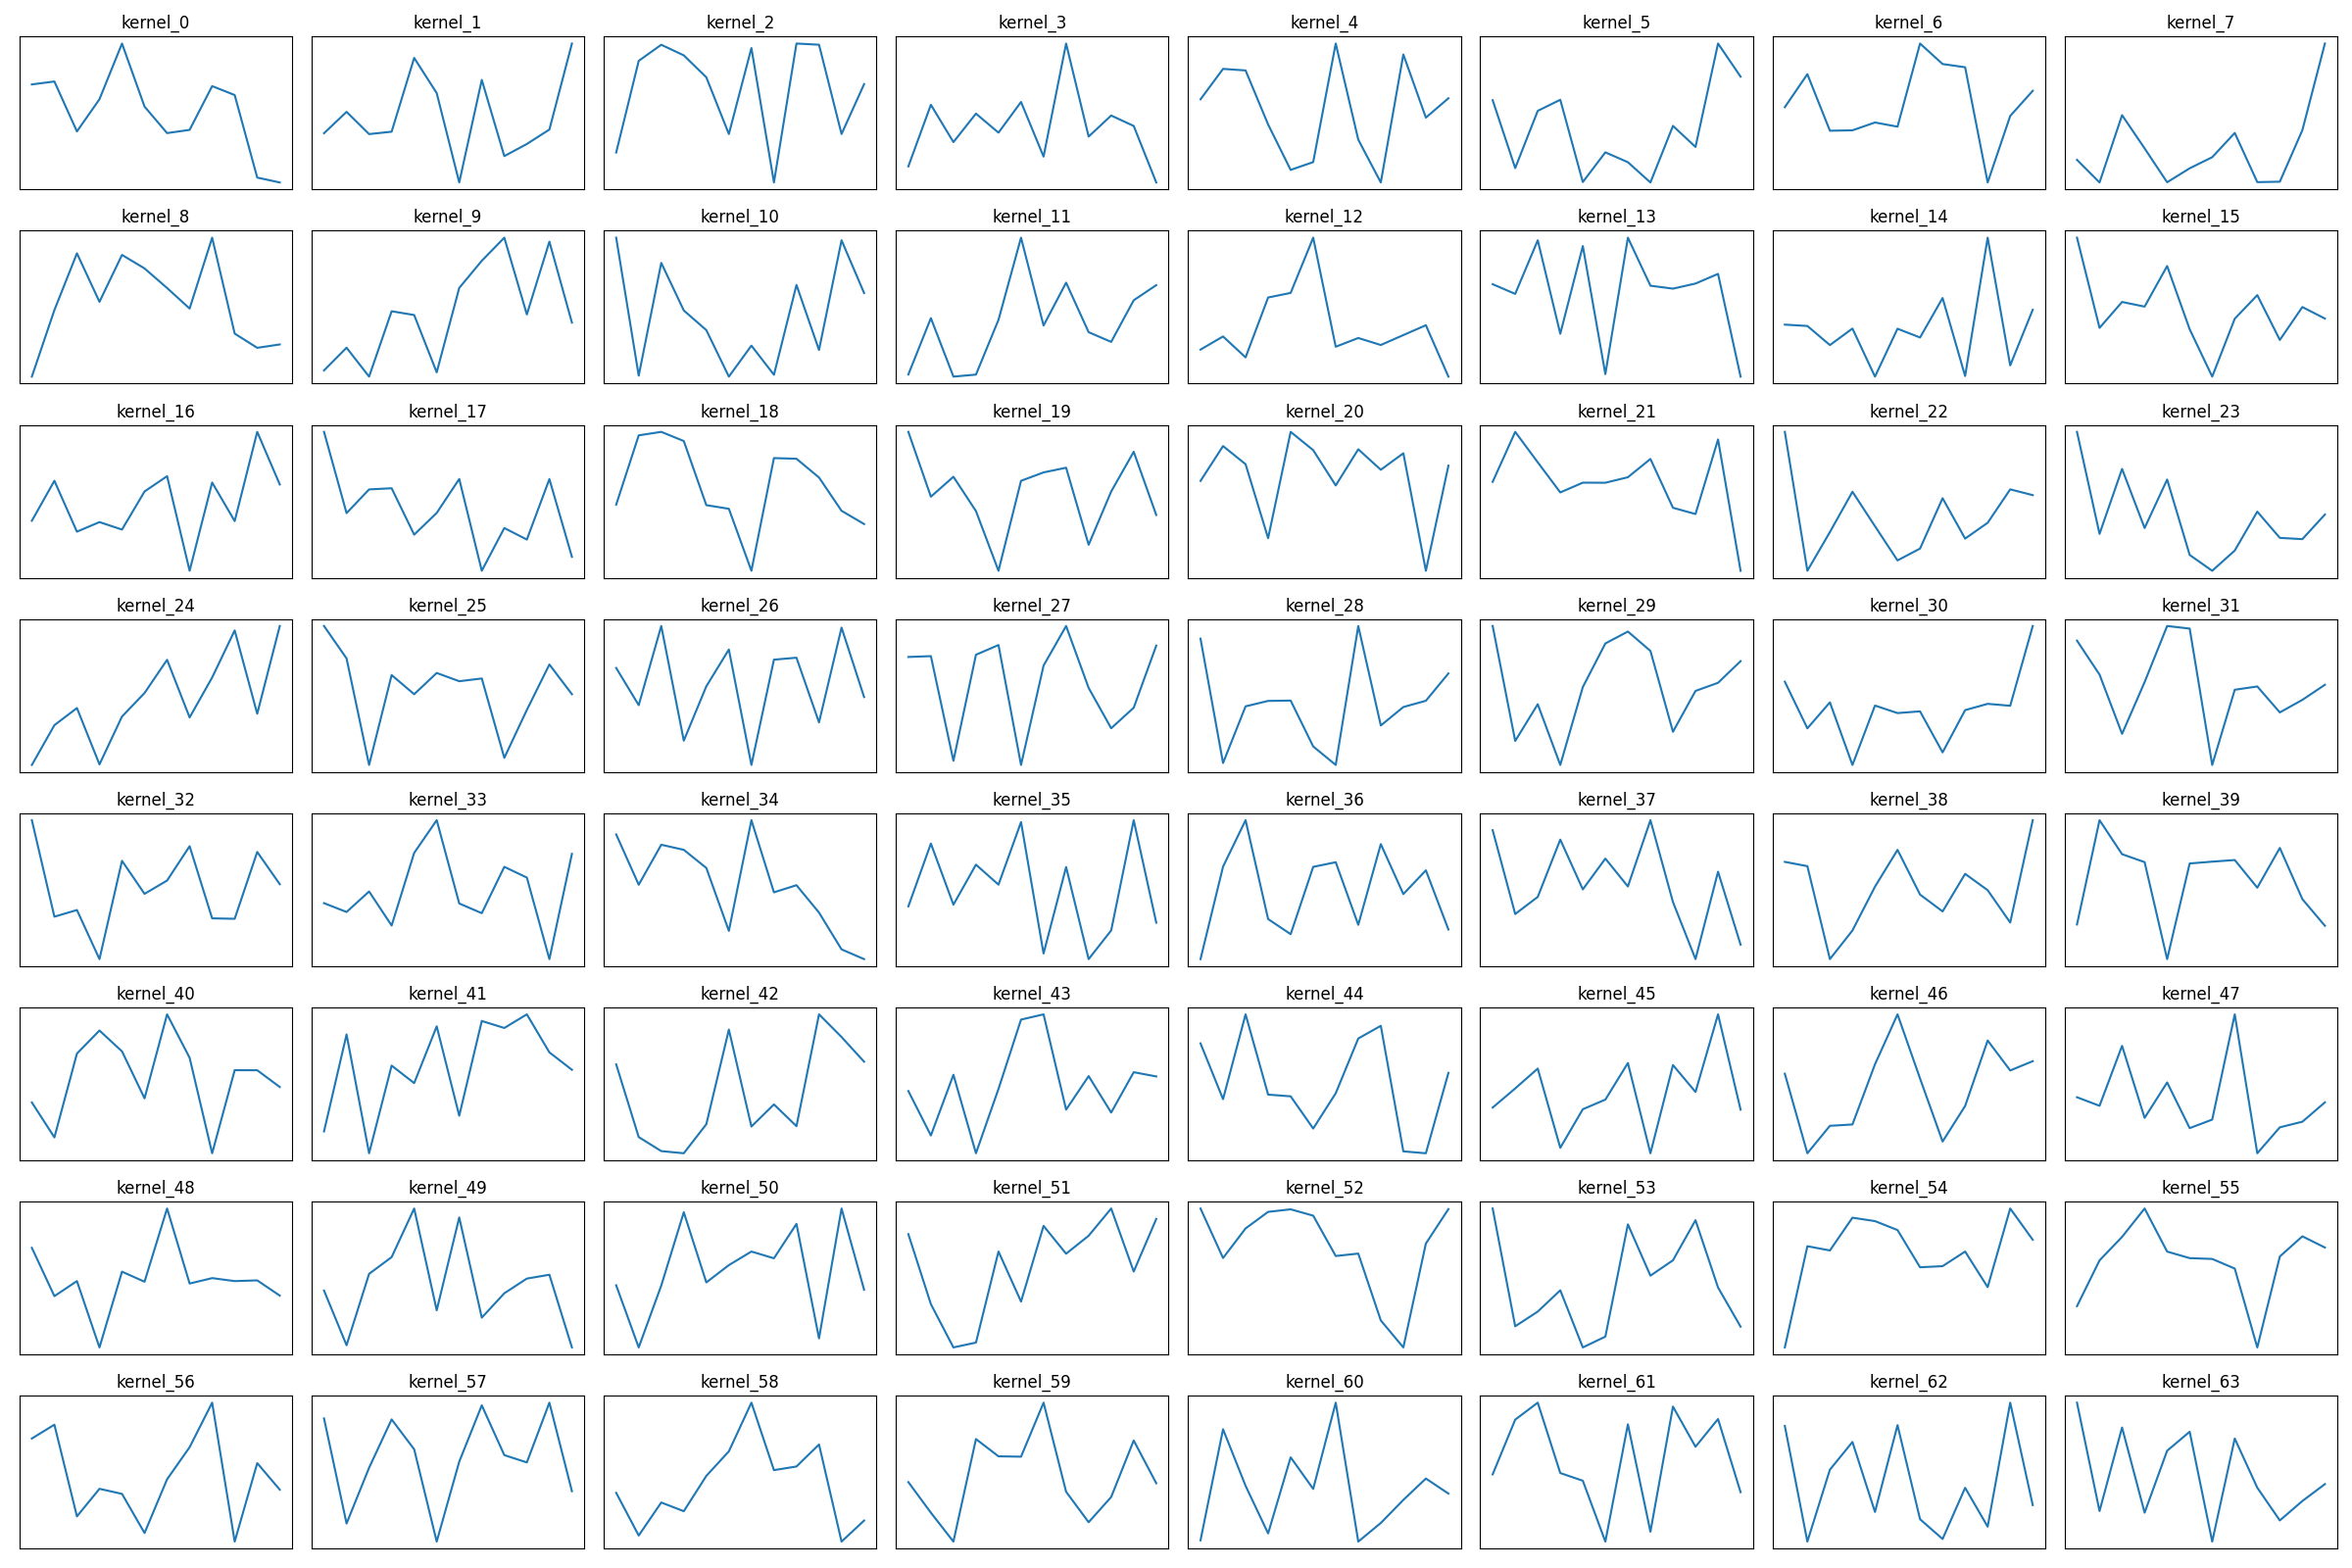 kernel_0 kernel_1 kernel_2 kernel_3 kernel_4 kernel_5 kernel_6 kernel_7
kernel_8 kernel_9 kernel_10 kernel_11 kernel_12 kernel_13 kernel_14 kernel_15
kernel_16 kernel_17 kernel_18 kernel_19 kernel_20 kernel_21 kernel_22 kernel_23
kernel_24 kernel_25 kernel_26 kernel_27 kernel_28 kernel_29 kernel_30 kernel_31
kernel_32 kernel_33 kernel_34 kernel_35 kernel_36 kernel_37 kernel_38 kernel_39
kernel_40 kernel_41 kernel_42 kernel_43 kernel_44 kernel_45 kernel_46 kernel_47
kernel_48 kernel_49 kernel_50 kernel_51 kernel_52 kernel_53 kernel_54 kernel_55
kernel_56 kernel_57 kernel_58 kernel_59 kernel_60 kernel_61 kernel_62 kernel_63